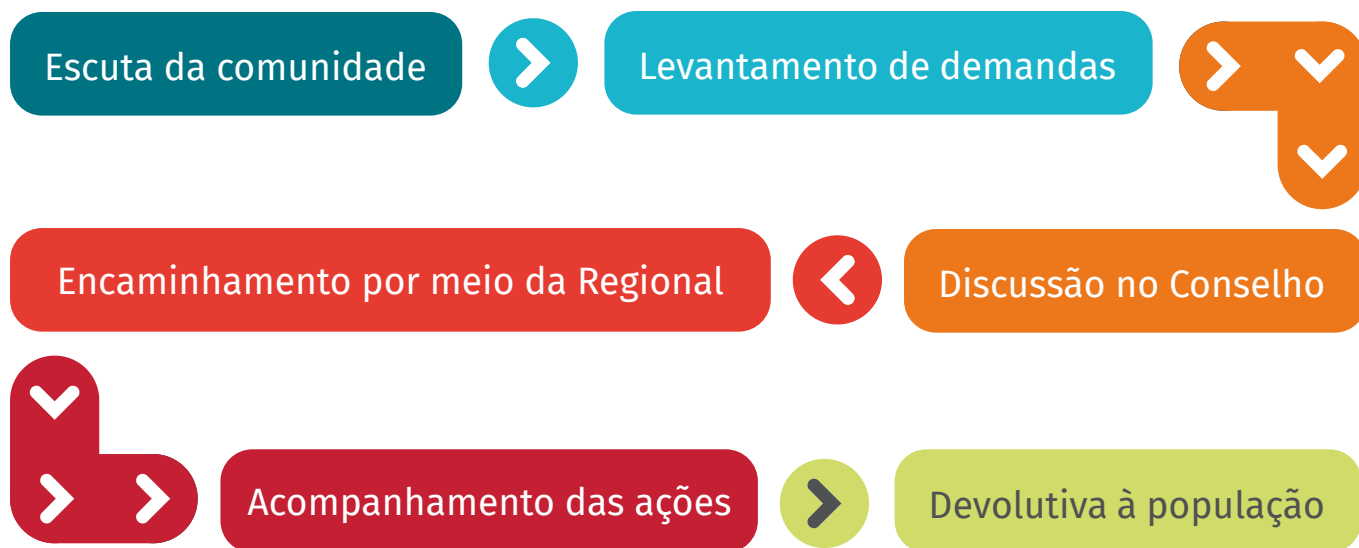 Escuta da comunidade
Levantamento de demandas
Discussão no Conselho
Encaminhamento por meio da Regional
Acompanhamento das ações
Devolutiva à população